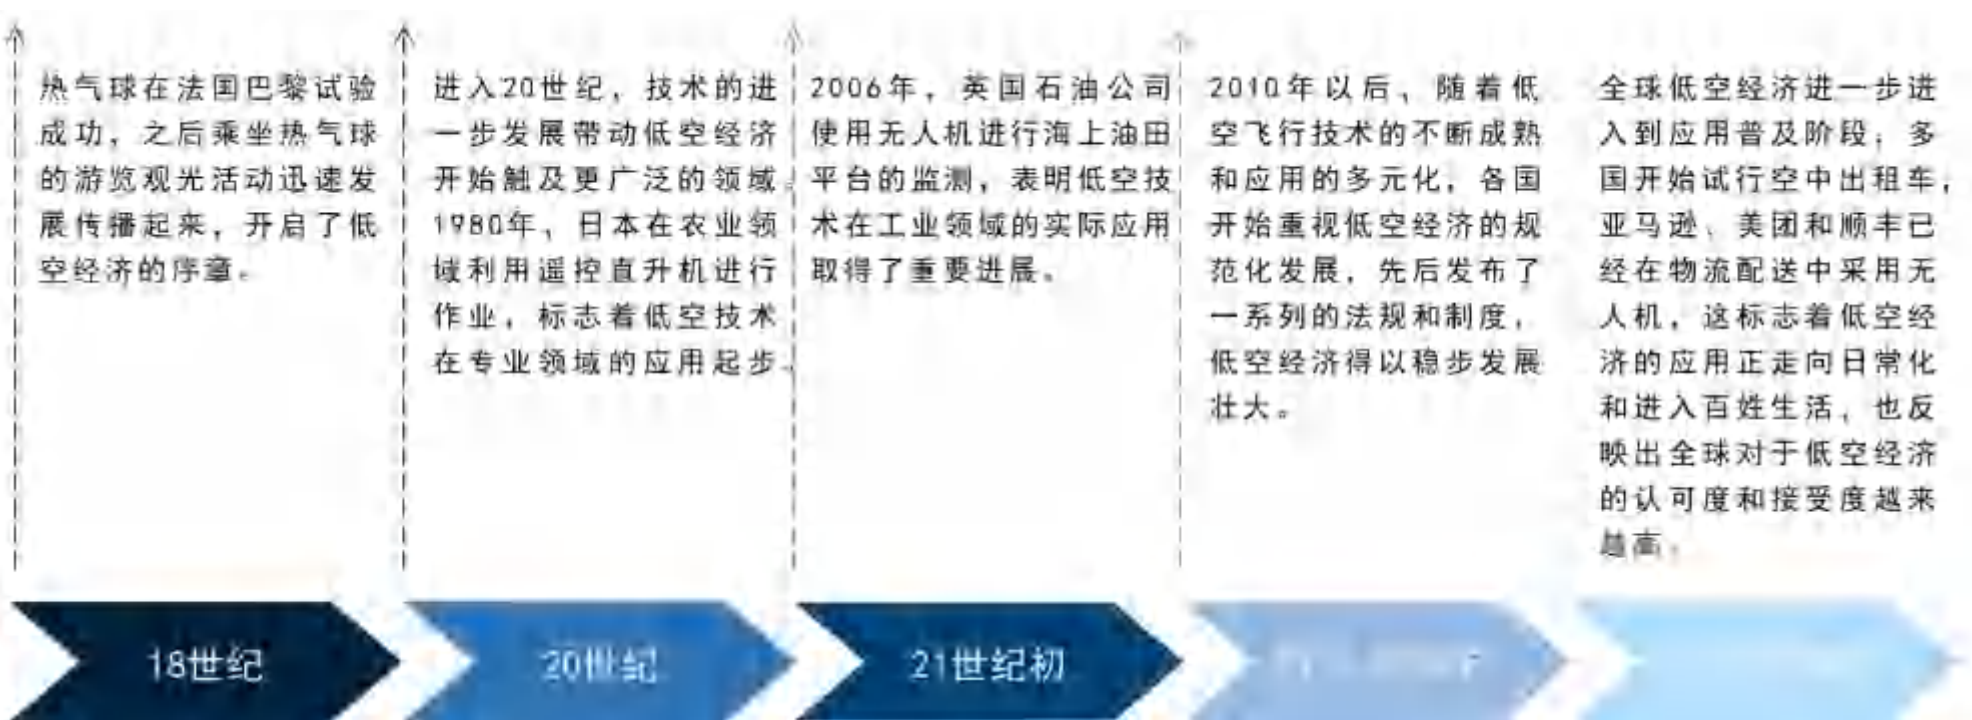 热气球在法国巴黎试验
成功，之后乘坐热气球
的游览观光活动迅速发
展传播起来，开启了低
空经济的序章。
进入20世纪，技术的进
一步发展带动低空经济
开始触及更广泛的领域。
1980年，日本在农业领
域利用遥控直升机进行
作业，标志着低空技术
在专业领域的应用起步。
2006年，英国石油公司
使用无人机进行海上油田
平台的监测，表明低空技
术在工业领域的实际应用
取得了重要进展。
2010年以后，随着低
空飞行技术的不断成熟
和应用的多元化，各国
开始重视低空经济的规
范化发展，先后发布了
一系列的法规和制度，
低空经济得以稳步发展
壮大。
全球低空经济进一步进
入到应用普及阶段，多
国开始试行空中出租车，
亚马逊、美团和顺丰已
经在物流配送中采用无
人机，这标志着低空经
济的应用正走向日常化
和进入百姓生活，也反
映出全球对于低空经济
的认可度和接受度越来
越高。
18世纪
20世纪
21世纪初